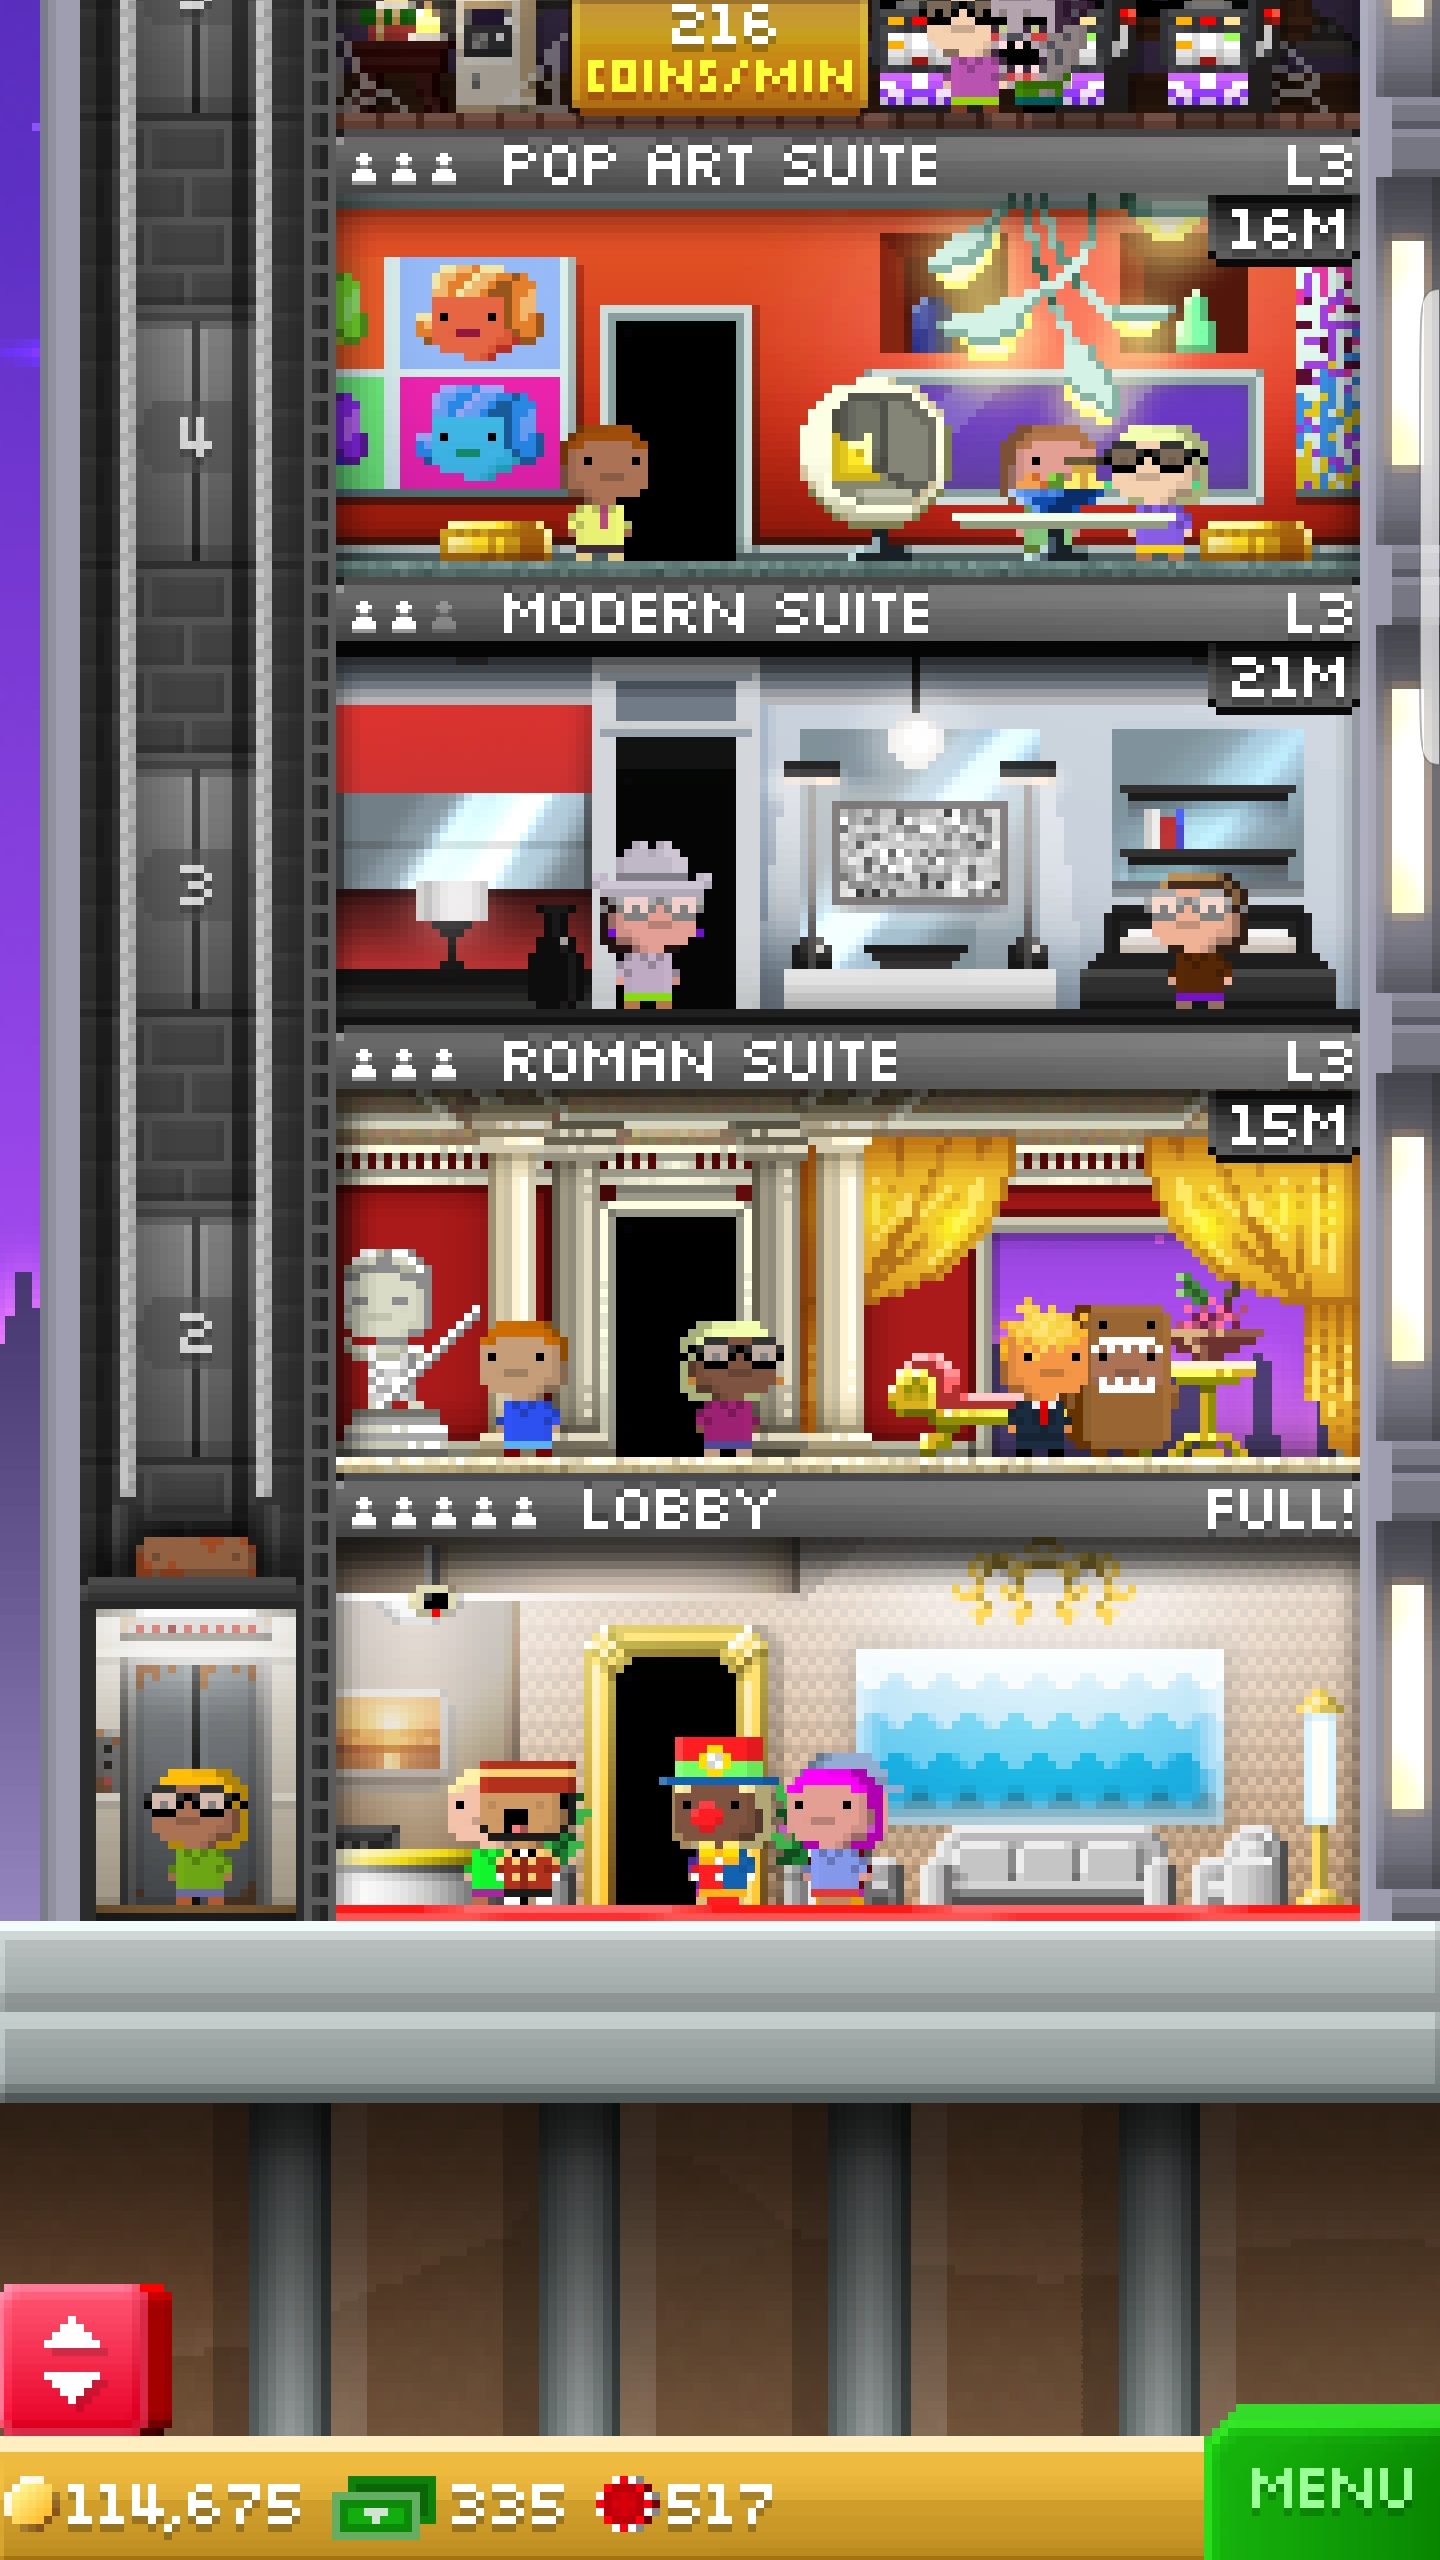 216
COINS/MIN
POP ART SUITE L3
16M
4
MODERN SUITE L3
21M
3
ROMAN SUITE L3
15M
2
LOBBY FULL!
114,675 335 517
MENU